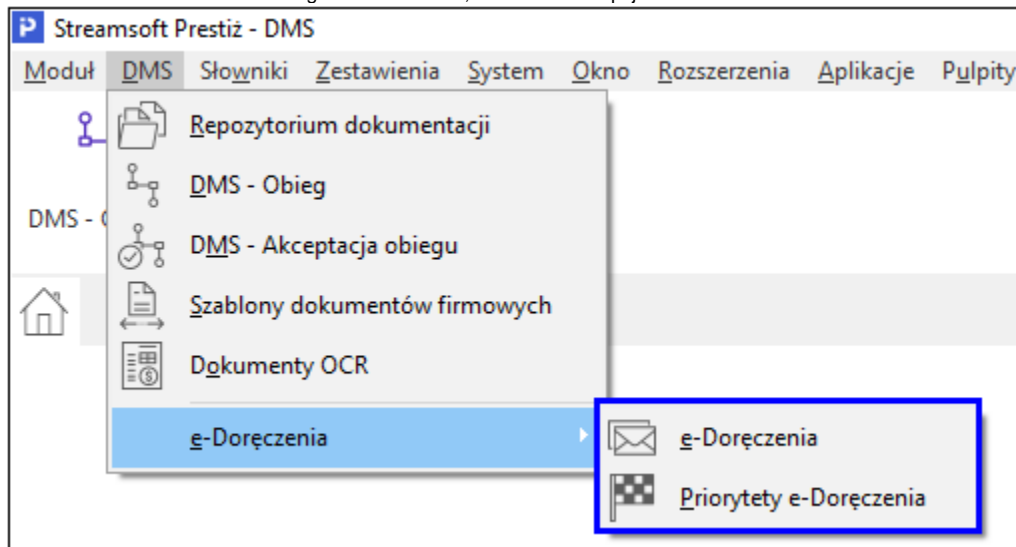 Streamsoft Prestiż - DMS
Moduł DMS Słowniki Zestawienia System Okno Rozszerzenia Aplikacje Pulpity
Repozytorium dokumentacji
DMS - Obieg
DMS -
DMS - Akceptacja obiegu
Szablony dokumentów firmowych
Dokumenty OCR
e-Doręczenia
e-Doręczenia
Priorytety e-Doręczenia